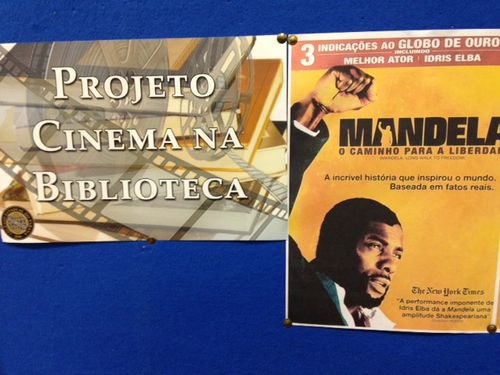 PROJETO
CINEMA NA
BIBLIOTECA
3 INDICAÇÕES AO GLOBO DE OURO
INCLUINDO
MELHOR ATOR | IDRIS ELBA
MANDELA
O CAMINHO PARA A LIBERDA
(MANDELA: LONG WALK TO FREEDOM)
A incrível história que inspirou o mundo.
Baseada em fatos reais.
The New York Times
"A performance imponente de
Idris Elba dá a Mandela uma
amplitude Shakespeariana"